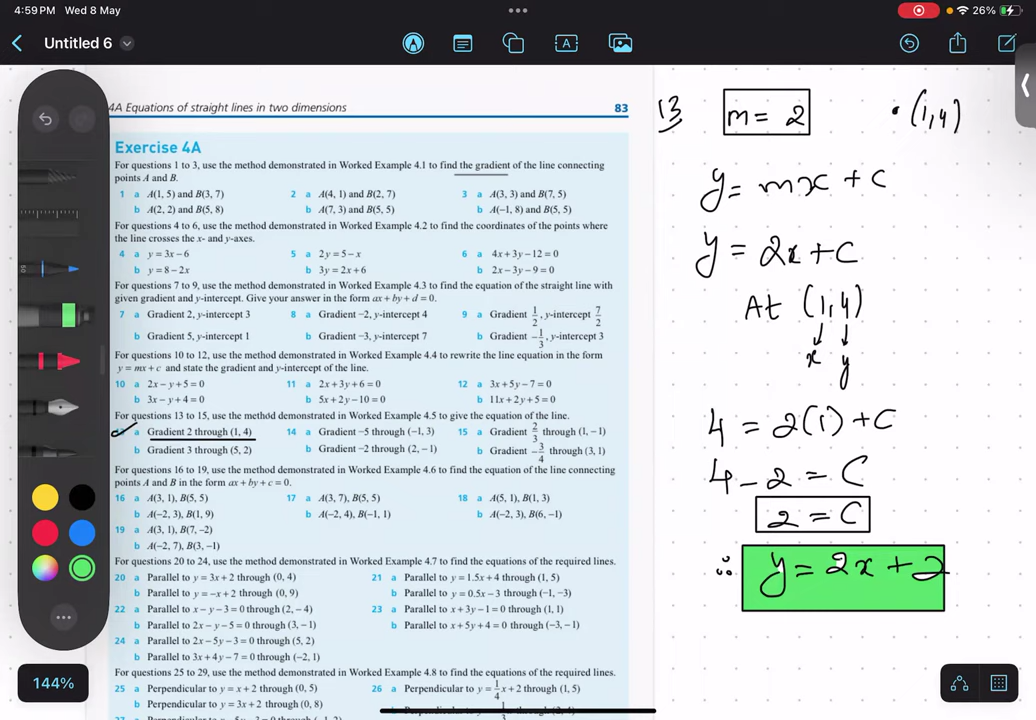 4:59PM Wed 8 May
26%
Untitled 6
4A Equations of straight lines in two dimensions 83
Exercise 4A
For questions 1 to 3, use the method demonstrated in Worked Example 4.1 to find the gradient of the line connecting
points A and B.
1 a A(1, 5) and B(3, 7) 2 a A(4, 1) and B(2, 7) 3 a A(3, 3) and B(7, 5)
b A(2, 2) and B(5, 8) b A(7, 3) and B(5, 5) b A(−1, 8) and B(5, 5)
For questions 4 to 6, use the method demonstrated in Worked Example 4.2 to find the coordinates of the points where
the line crosses the x- and y-axes.
4 a y = 3x − 6 5 a 2y = 5 − x 6 a 4x + 3y − 12 = 0
b y = 8 − 2x b 3y = 2x + 6 b 2x − 3y − 9 = 0
For questions 7 to 9, use the method demonstrated in Worked Example 4.3 to find the equation of the straight line with
given gradient and y-intercept. Give your answer in the form ax + by + d = 0.
7 a Gradient 2, y-intercept 3 8 a Gradient −2, y-intercept 4 9 a Gradient 1/2, y-intercept 7/2
b Gradient 5, y-intercept 1 b Gradient −3, y-intercept 7 b Gradient −1/3, y-intercept 3
For questions 10 to 12, use the method demonstrated in Worked Example 4.4 to rewrite the line equation in the form
y = mx + c and state the gradient and y-intercept of the line.
10 a 2x − y + 5 = 0 11 a 2x + 3y + 6 = 0 12 a 3x + 5y − 7 = 0
b 3x − y + 4 = 0 b 5x + 2y − 10 = 0 b 11x + 2y + 5 = 0
For questions 13 to 15, use the method demonstrated in Worked Example 4.5 to give the equation of the line.
a Gradient 2 through (1, 4) 14 a Gradient −5 through (−1, 3) 15 a Gradient 2/3 through (1, −1)
b Gradient 3 through (5, 2) b Gradient −2 through (2, −1) b Gradient −3/4 through (3, 1)
For questions 16 to 19, use the method demonstrated in Worked Example 4.6 to find the equation of the line connecting
points A and B in the form ax + by + c = 0.
16 a A(3, 1), B(5, 5) 17 a A(3, 7), B(5, 5) 18 a A(5, 1), B(1, 3)
b A(−2, 3), B(1, 9) b A(−2, 4), B(−1, 1) b A(−2, 3), B(6, −1)
19 a A(3, 1), B(7, −2)
b A(−2, 7), B(3, −1)
For questions 20 to 24, use the method demonstrated in Worked Example 4.7 to find the equations of the required lines.
20 a Parallel to y = 3x + 2 through (0, 4) 21 a Parallel to y = 1.5x + 4 through (1, 5)
b Parallel to y = −x + 2 through (0, 9) b Parallel to y = 0.5x − 3 through (−1, −3)
22 a Parallel to x − y − 3 = 0 through (2, − 4) 23 a Parallel to x + 3y − 1 = 0 through (1, 1)
b Parallel to 2x − y − 5 = 0 through (3, −1) b Parallel to x + 5y + 4 = 0 through (−3, −1)
24 a Parallel to 2x − 5y − 3 = 0 through (5, 2)
b Parallel to 3x + 4y − 7 = 0 through (−2, 1)
For questions 25 to 29, use the method demonstrated in Worked Example 4.8 to find the equations of the required lines.
25 a Perpendicular to y = x + 2 through (0, 5) 26 a Perpendicular to y = 1/4 x + 2 through (1, 5)
b Perpendicular to y = 3x + 2 through (0, 8)
13 m = 2 • (1,4)
y = mx + c
y = 2x + c
At (1,4)
x y
4 = 2(1) + c
4 − 2 = C
2 = C
∴ y = 2x + 2
50
144%